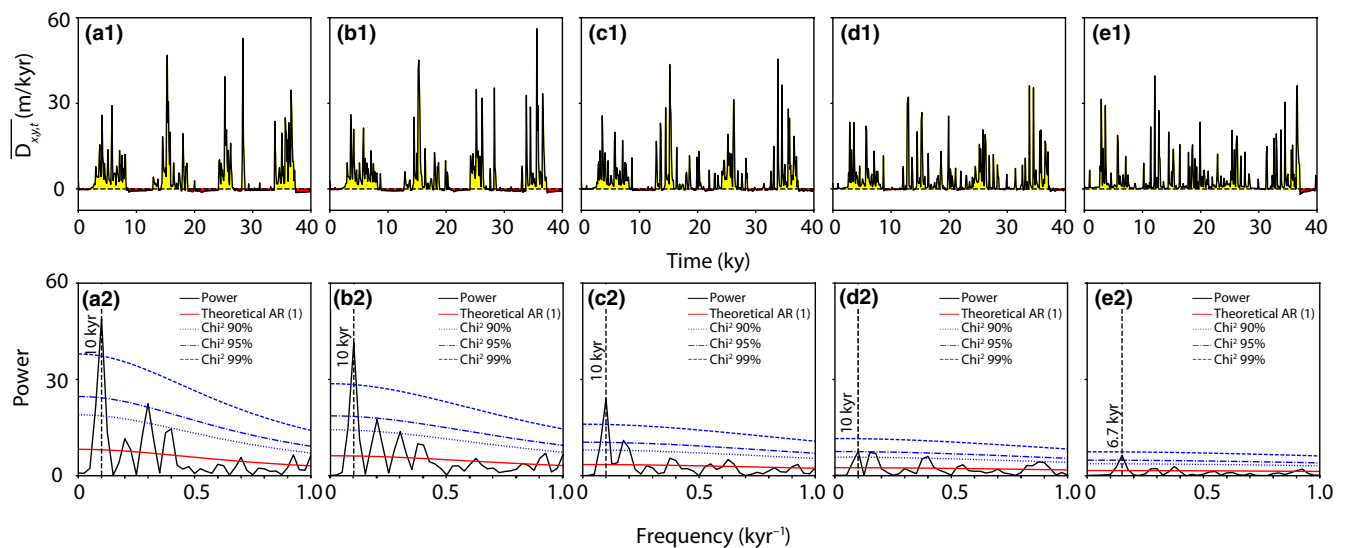 (a1) (b1) (c1) (d1) (e1)
60
30
0
D x,y,t (m/kyr)
0 10 20 30 40 0 10 20 30 40 0 10 20 30 40 0 10 20 30 40 0 10 20 30 40
Time (ky)
60
30
0
Power
(a2)
10 kyr
Power
Theoretical AR (1)
Chi² 90%
Chi² 95%
Chi² 99%
(b2)
10 kyr
Power
Theoretical AR (1)
Chi² 90%
Chi² 95%
Chi² 99%
(c2)
10 kyr
Power
Theoretical AR (1)
Chi² 90%
Chi² 95%
Chi² 99%
(d2)
10 kyr
Power
Theoretical AR (1)
Chi² 90%
Chi² 95%
Chi² 99%
(e2)
6.7 kyr
Power
Theoretical AR (1)
Chi² 90%
Chi² 95%
Chi² 99%
0 0.5 1.0 0 0.5 1.0 0 0.5 1.0 0 0.5 1.0 0 0.5 1.0
Frequency (kyr⁻¹)